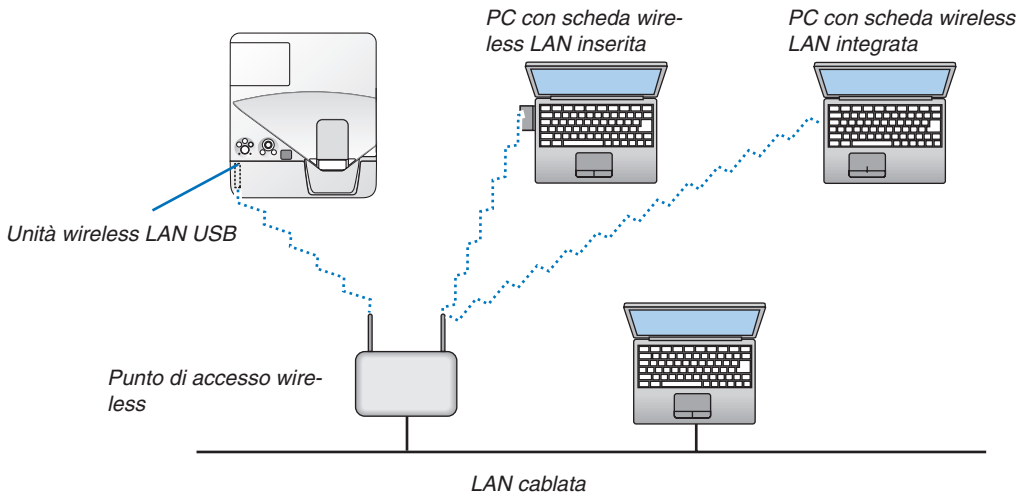 PC con scheda wire-
less LAN inserita
PC con scheda wireless
LAN integrata
Unità wireless LAN USB
Punto di accesso wire-
less
LAN cablata